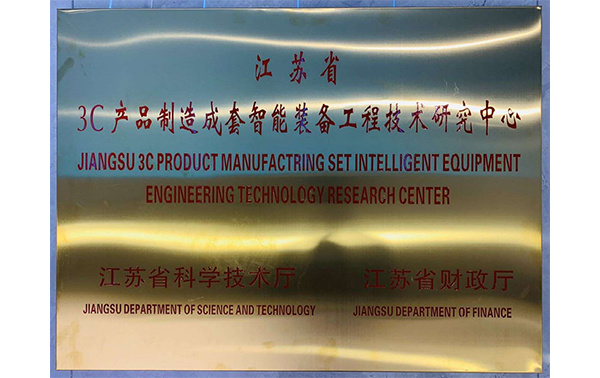 江苏省
3C产品制造成套智能装备工程技术研究中心
JIANGSU 3C PRODUCT MANUFACTRING SET INTELLIGENT EQUIPMENT
ENGINEERING TECHNOLOGY RESEARCH CENTER
江苏省科学技术厅 江苏省财政厅
JIANGSU DEPARTMENT OF SCIENCE AND TECHNOLOGY JIANGSU DEPARTMENT OF FINANCE